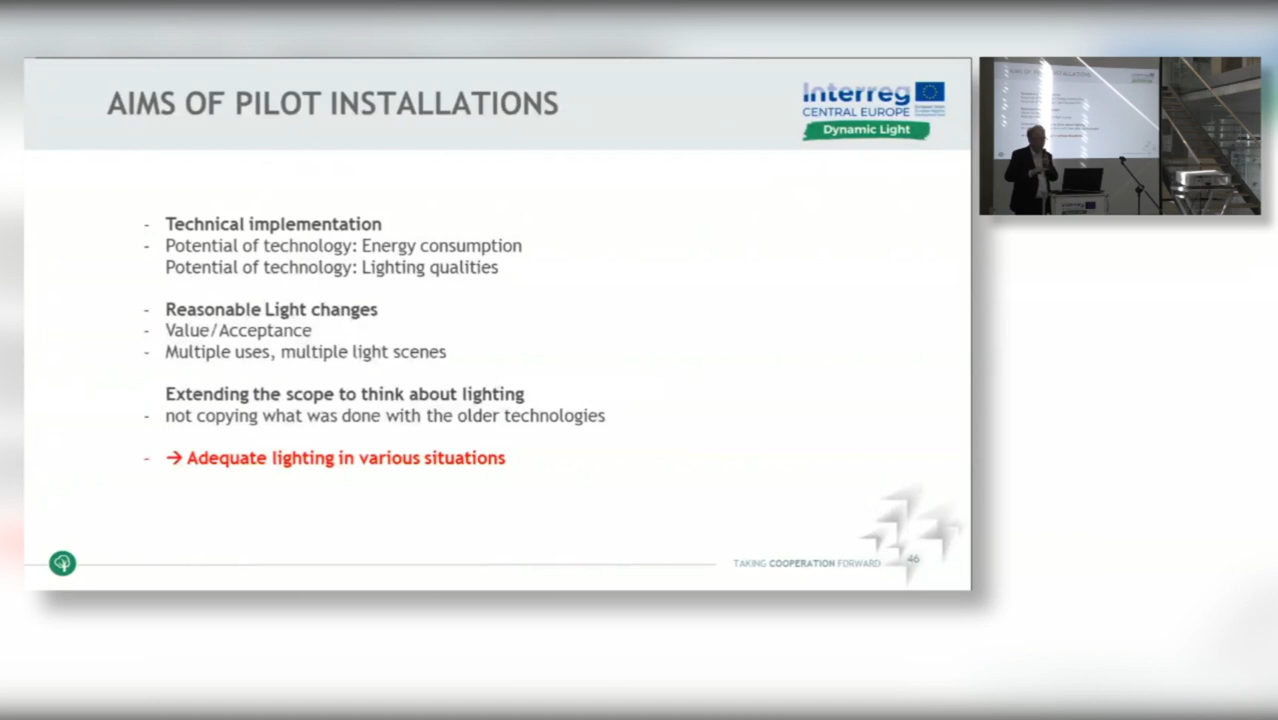 AIMS OF PILOT INSTALLATIONS
Interreg
CENTRAL EUROPE
Dynamic Light
- Technical implementation
- Potential of technology: Energy consumption
Potential of technology: Lighting qualities
- Reasonable Light changes
- Value/Acceptance
- Multiple uses, multiple light scenes
Extending the scope to think about lighting
- not copying what was done with the older technologies
- → Adequate lighting in various situations
TAKING COOPERATION FORWARD
46